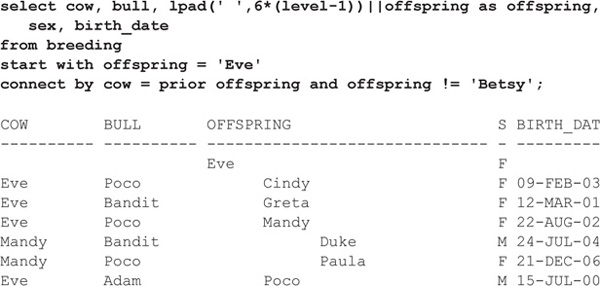 select cow, bull, lpad(' ',6*(level-1))||offspring as offspring,
   sex, birth_date
from breeding
start with offspring = 'Eve'
connect by cow = prior offspring and offspring != 'Betsy';
COW        BULL       OFFSPRING                      S BIRTH_DAT
---------- ---------- ------------------------------ - ---------
                      Eve                            F
Eve        Poco             Cindy                    F 09-FEB-03
Eve        Bandit           Greta                    F 12-MAR-01
Eve        Poco             Mandy                    F 22-AUG-02
Mandy      Bandit                 Duke               M 24-JUL-04
Mandy      Poco                   Paula              F 21-DEC-06
Eve        Adam             Poco                     M 15-JUL-00